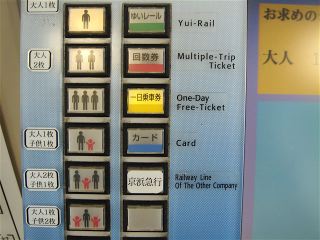 大人1枚
ゆいレール
Yui-Rail
お求めの
大人2枚
回数券
Multiple-Trip
Ticket
大人 1
一日乗車券
One-Day
Free-Ticket
大人1枚
子供1枚
カード
Card
大人2枚
子供1枚
京浜急行
Railway Line
Of The Other Company
大人1枚
子供2枚